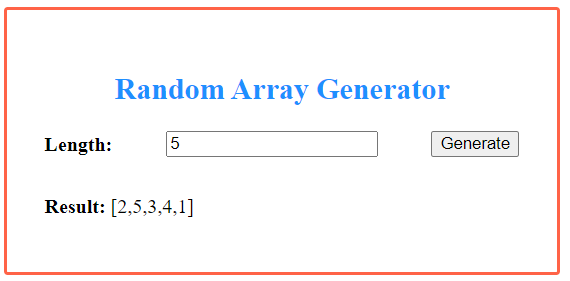 Random Array Generator
Length: 5 Generate
Result: [2,5,3,4,1]